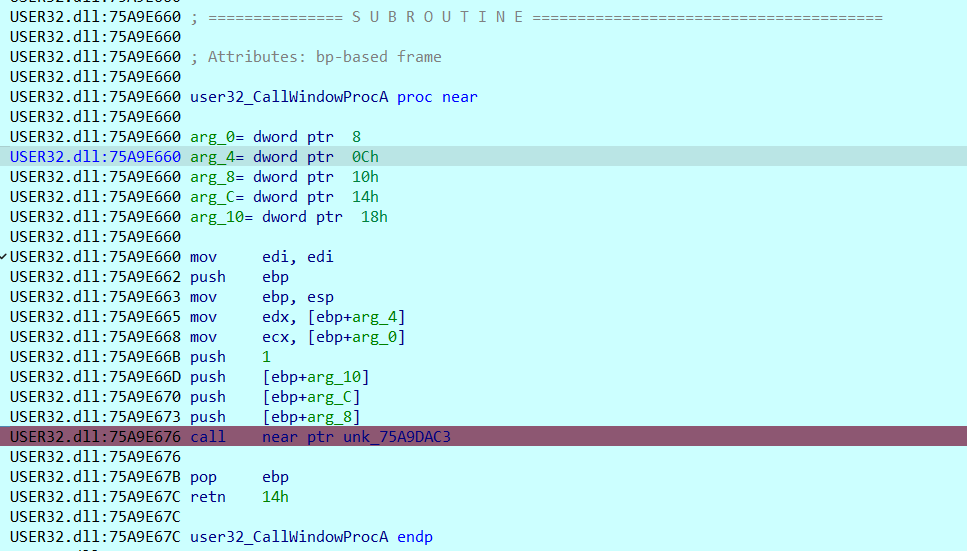 USER32.dll:75A9E660 ; =============== S U B R O U T I N E =======================================
USER32.dll:75A9E660
USER32.dll:75A9E660 ; Attributes: bp-based frame
USER32.dll:75A9E660
USER32.dll:75A9E660 user32_CallWindowProcA proc near
USER32.dll:75A9E660
USER32.dll:75A9E660 arg_0= dword ptr  8
USER32.dll:75A9E660 arg_4= dword ptr  0Ch
USER32.dll:75A9E660 arg_8= dword ptr  10h
USER32.dll:75A9E660 arg_C= dword ptr  14h
USER32.dll:75A9E660 arg_10= dword ptr  18h
USER32.dll:75A9E660
USER32.dll:75A9E660 mov     edi, edi
USER32.dll:75A9E662 push    ebp
USER32.dll:75A9E663 mov     ebp, esp
USER32.dll:75A9E665 mov     edx, [ebp+arg_4]
USER32.dll:75A9E668 mov     ecx, [ebp+arg_0]
USER32.dll:75A9E66B push    1
USER32.dll:75A9E66D push    [ebp+arg_10]
USER32.dll:75A9E670 push    [ebp+arg_C]
USER32.dll:75A9E673 push    [ebp+arg_8]
USER32.dll:75A9E676 call    near ptr unk_75A9DAC3
USER32.dll:75A9E676
USER32.dll:75A9E67B pop     ebp
USER32.dll:75A9E67C retn    14h
USER32.dll:75A9E67C
USER32.dll:75A9E67C user32_CallWindowProcA endp